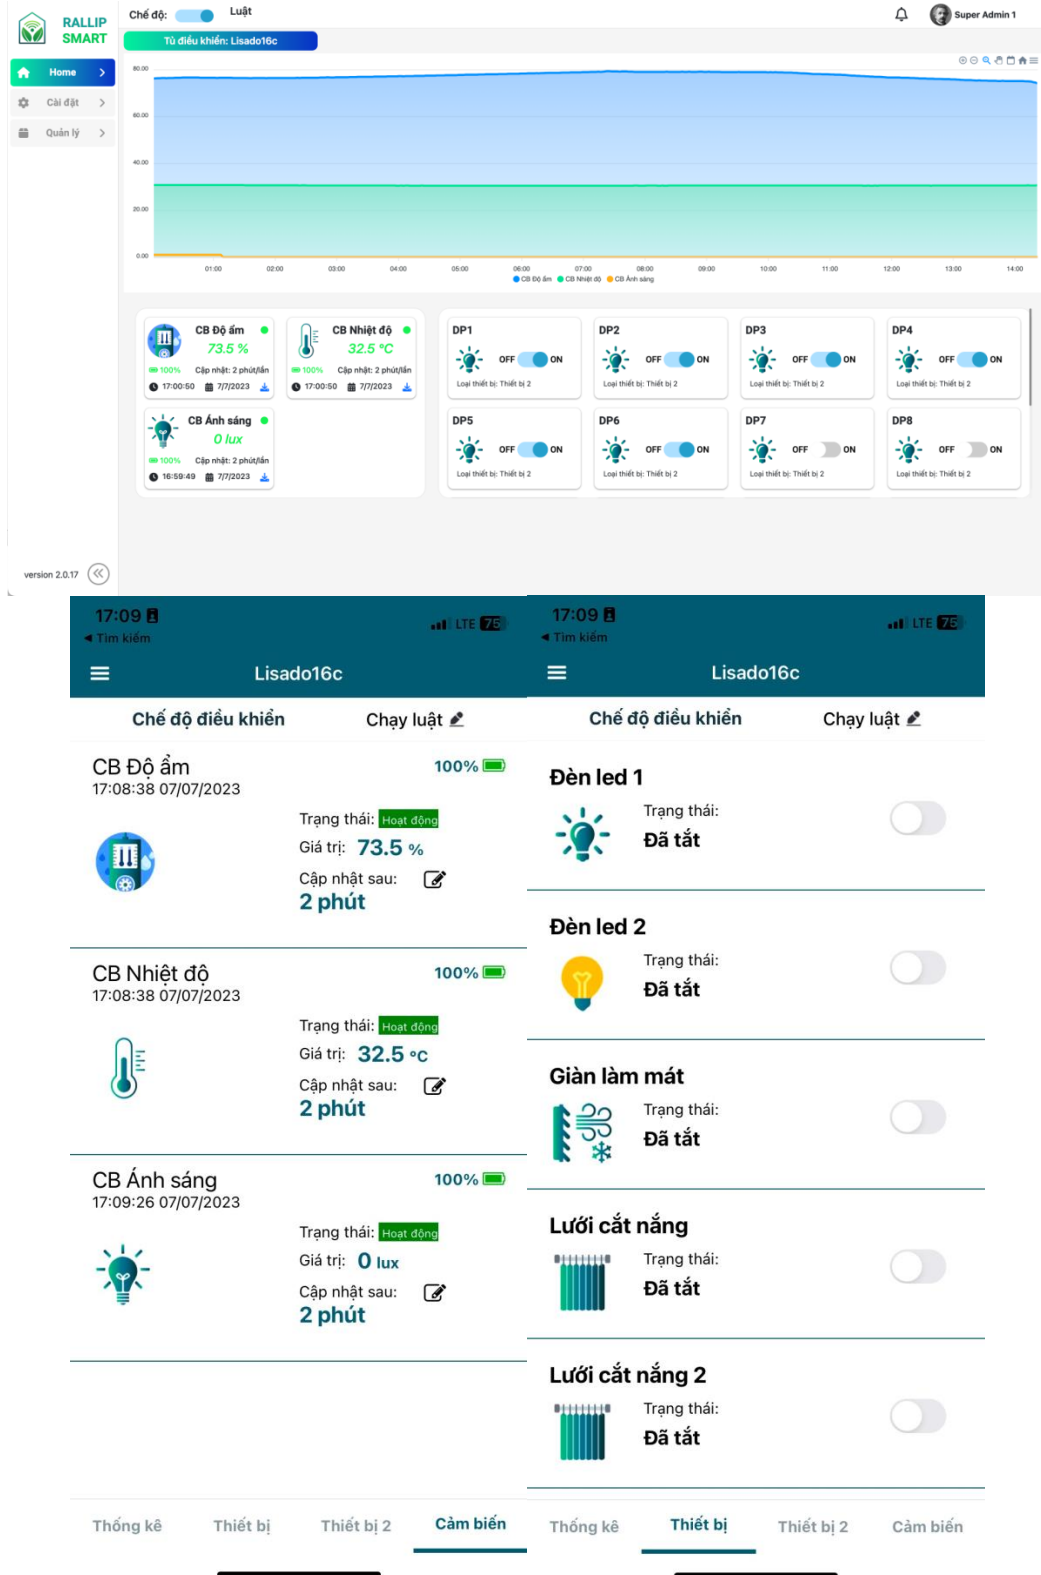 RALLIP
SMART
Chế độ: Luật
Super Admin 1
Tủ điều khiển: Lisado16c
Home
Cài đặt
Quản lý
80.00
60.00
40.00
20.00
0.00
01:00 02:00 03:00 04:00 05:00 06:00 07:00 08:00 09:00 10:00 11:00 12:00 13:00 14:00
CB Độ ẩm CB Nhiệt độ CB Ánh sáng
CB Độ ẩm
73.5 %
100% Cập nhật: 2 phút/lần
17:00:50 7/7/2023
CB Nhiệt độ
32.5 °C
100% Cập nhật: 2 phút/lần
17:00:50 7/7/2023
CB Ánh sáng
0 lux
100% Cập nhật: 2 phút/lần
16:59:49 7/7/2023
DP1
OFF ON
Loại thiết bị: Thiết bị 2
DP2
OFF ON
Loại thiết bị: Thiết bị 2
DP3
OFF ON
Loại thiết bị: Thiết bị 2
DP4
OFF ON
Loại thiết bị: Thiết bị 2
DP5
OFF ON
Loại thiết bị: Thiết bị 2
DP6
OFF ON
Loại thiết bị: Thiết bị 2
DP7
OFF ON
Loại thiết bị: Thiết bị 2
DP8
OFF ON
Loại thiết bị: Thiết bị 2
version 2.0.17
17:09 LTE 75
Tìm kiếm
Lisado16c
Chế độ điều khiển Chạy luật
CB Độ ẩm 100%
17:08:38 07/07/2023
Trạng thái: Hoạt động
Giá trị: 73.5 %
Cập nhật sau:
2 phút
CB Nhiệt độ 100%
17:08:38 07/07/2023
Trạng thái: Hoạt động
Giá trị: 32.5 °C
Cập nhật sau:
2 phút
CB Ánh sáng 100%
17:09:26 07/07/2023
Trạng thái: Hoạt động
Giá trị: 0 lux
Cập nhật sau:
2 phút
Thống kê Thiết bị Thiết bị 2 Cảm biến
17:09 LTE 75
Tìm kiếm
Lisado16c
Chế độ điều khiển Chạy luật
Đèn led 1
Trạng thái:
Đã tắt
Đèn led 2
Trạng thái:
Đã tắt
Giàn làm mát
Trạng thái:
Đã tắt
Lưới cắt nắng
Trạng thái:
Đã tắt
Lưới cắt nắng 2
Trạng thái:
Đã tắt
Thống kê Thiết bị Thiết bị 2 Cảm biến